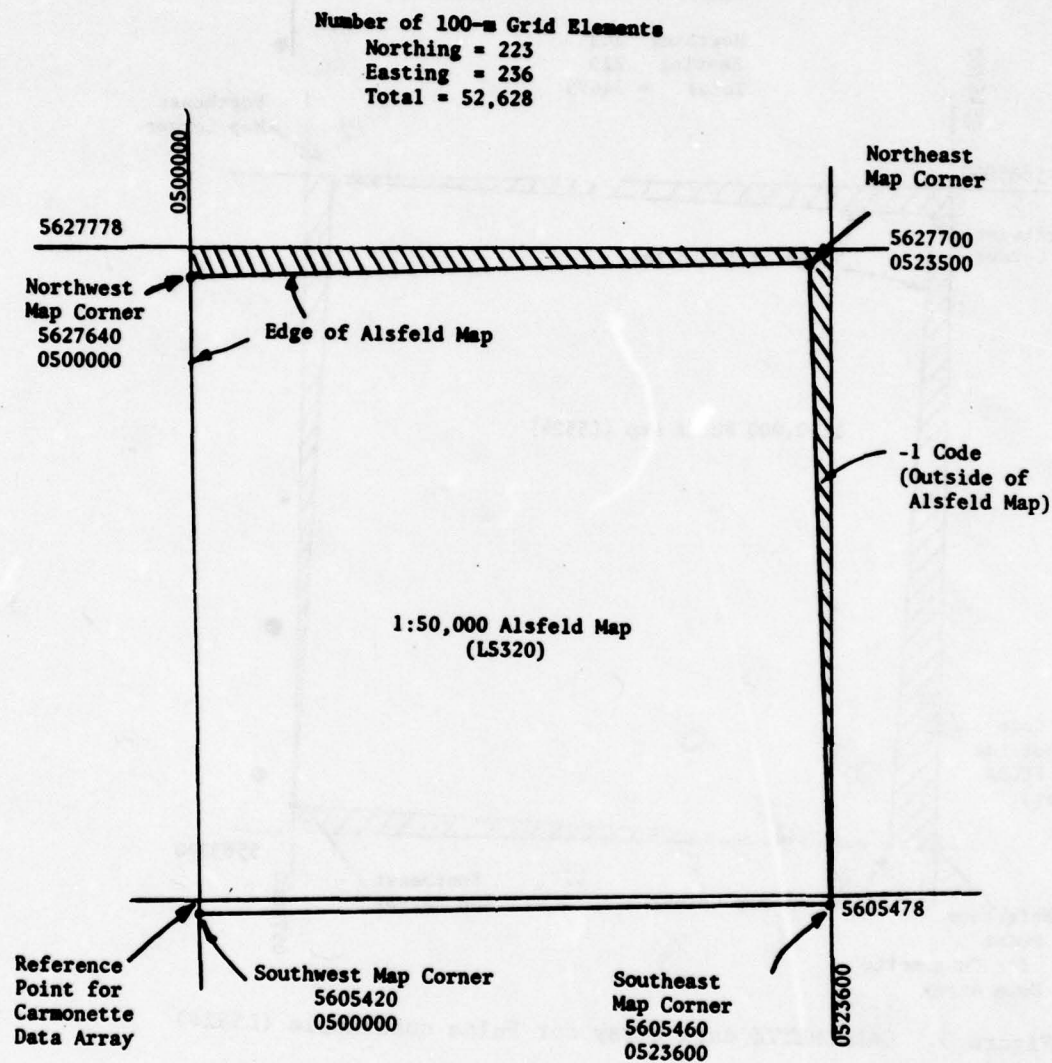 Number of 100-m Grid Elements
Northing = 223
Easting = 236
Total = 52,628
0500000
Northeast
Map Corner
5627778
5627700
0523500
Northwest
Map Corner
5627640
0500000
Edge of Alsfeld Map
-1 Code
(Outside of
Alsfeld Map)
1:50,000 Alsfeld Map
(L5320)
5605478
Reference
Point for
Carmonette
Data Array
Southwest Map Corner
5605420
0500000
Southeast
Map Corner
5605460
0523600
0523600